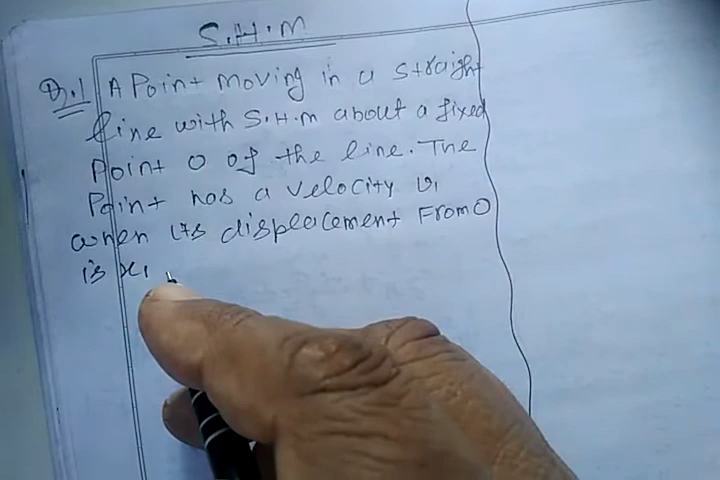 S.H.M
Q.1 A Point moving in a straight
line with S.H.M about a fixed
Point O of the line. The
Point has a velocity v₁
when its displacement From O
is x₁